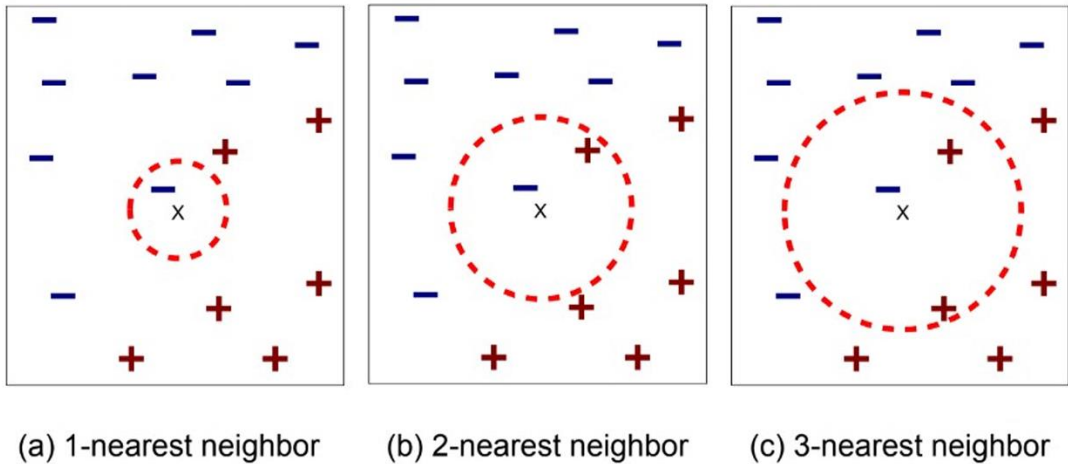 X
X
X
(a) 1-nearest neighbor
(b) 2-nearest neighbor
(c) 3-nearest neighbor